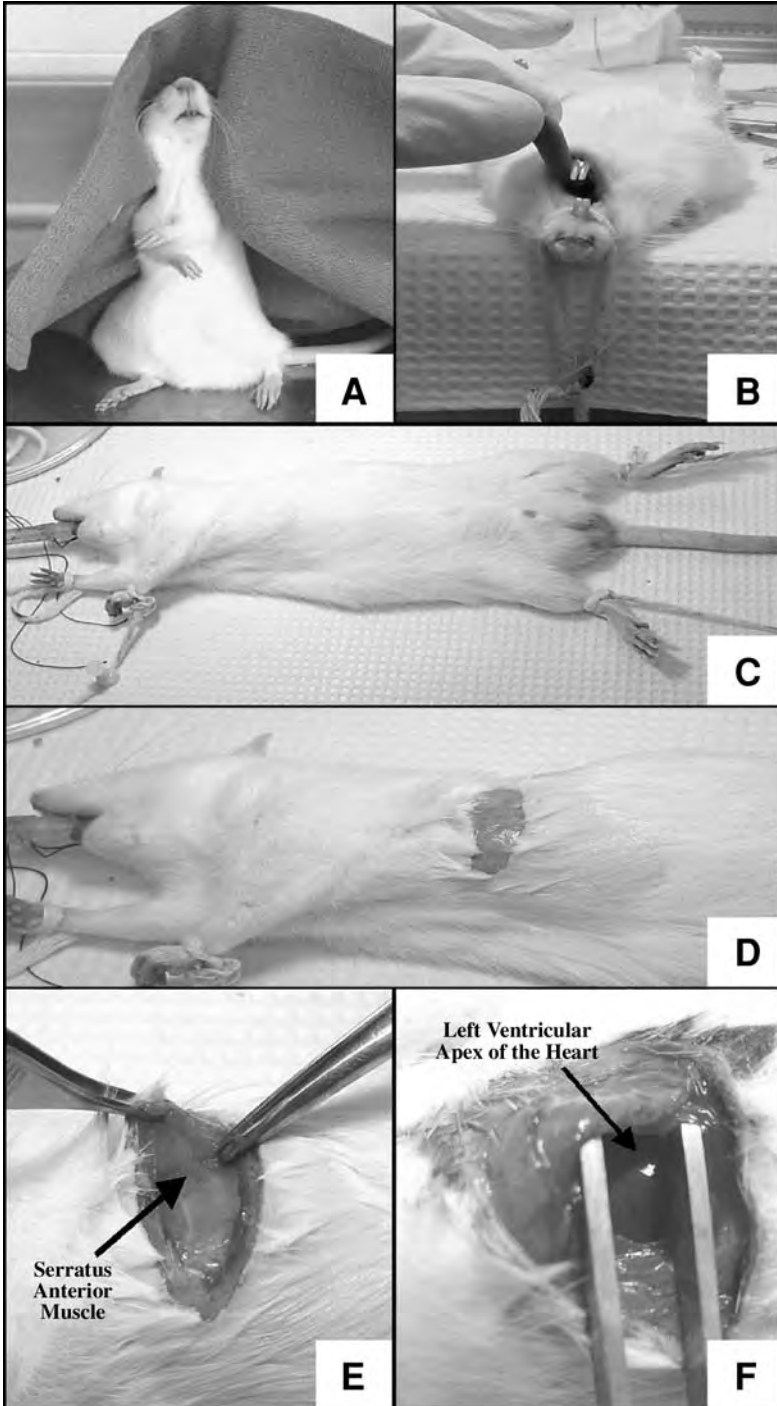 A
B
C
D
Serratus
Anterior
Muscle
E
Left Ventricular
Apex of the Heart
F